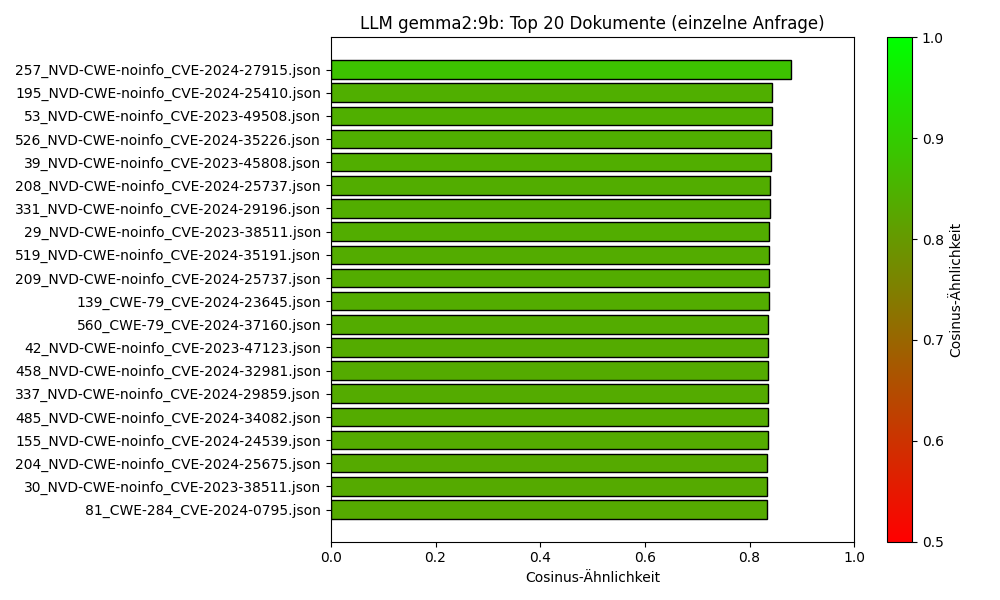 LLM gemma2:9b: Top 20 Dokumente (einzelne Anfrage)
257_NVD-CWE-noinfo_CVE-2024-27915.json
195_NVD-CWE-noinfo_CVE-2024-25410.json
53_NVD-CWE-noinfo_CVE-2023-49508.json
526_NVD-CWE-noinfo_CVE-2024-35226.json
39_NVD-CWE-noinfo_CVE-2023-45808.json
208_NVD-CWE-noinfo_CVE-2024-25737.json
331_NVD-CWE-noinfo_CVE-2024-29196.json
29_NVD-CWE-noinfo_CVE-2023-38511.json
519_NVD-CWE-noinfo_CVE-2024-35191.json
209_NVD-CWE-noinfo_CVE-2024-25737.json
139_CWE-79_CVE-2024-23645.json
560_CWE-79_CVE-2024-37160.json
42_NVD-CWE-noinfo_CVE-2023-47123.json
458_NVD-CWE-noinfo_CVE-2024-32981.json
337_NVD-CWE-noinfo_CVE-2024-29859.json
485_NVD-CWE-noinfo_CVE-2024-34082.json
155_NVD-CWE-noinfo_CVE-2024-24539.json
204_NVD-CWE-noinfo_CVE-2024-25675.json
30_NVD-CWE-noinfo_CVE-2023-38511.json
81_CWE-284_CVE-2024-0795.json
0.0 0.2 0.4 0.6 0.8 1.0
Cosinus-Ähnlichkeit
1.0
0.9
0.8
0.7
0.6
0.5
Cosinus-Ähnlichkeit